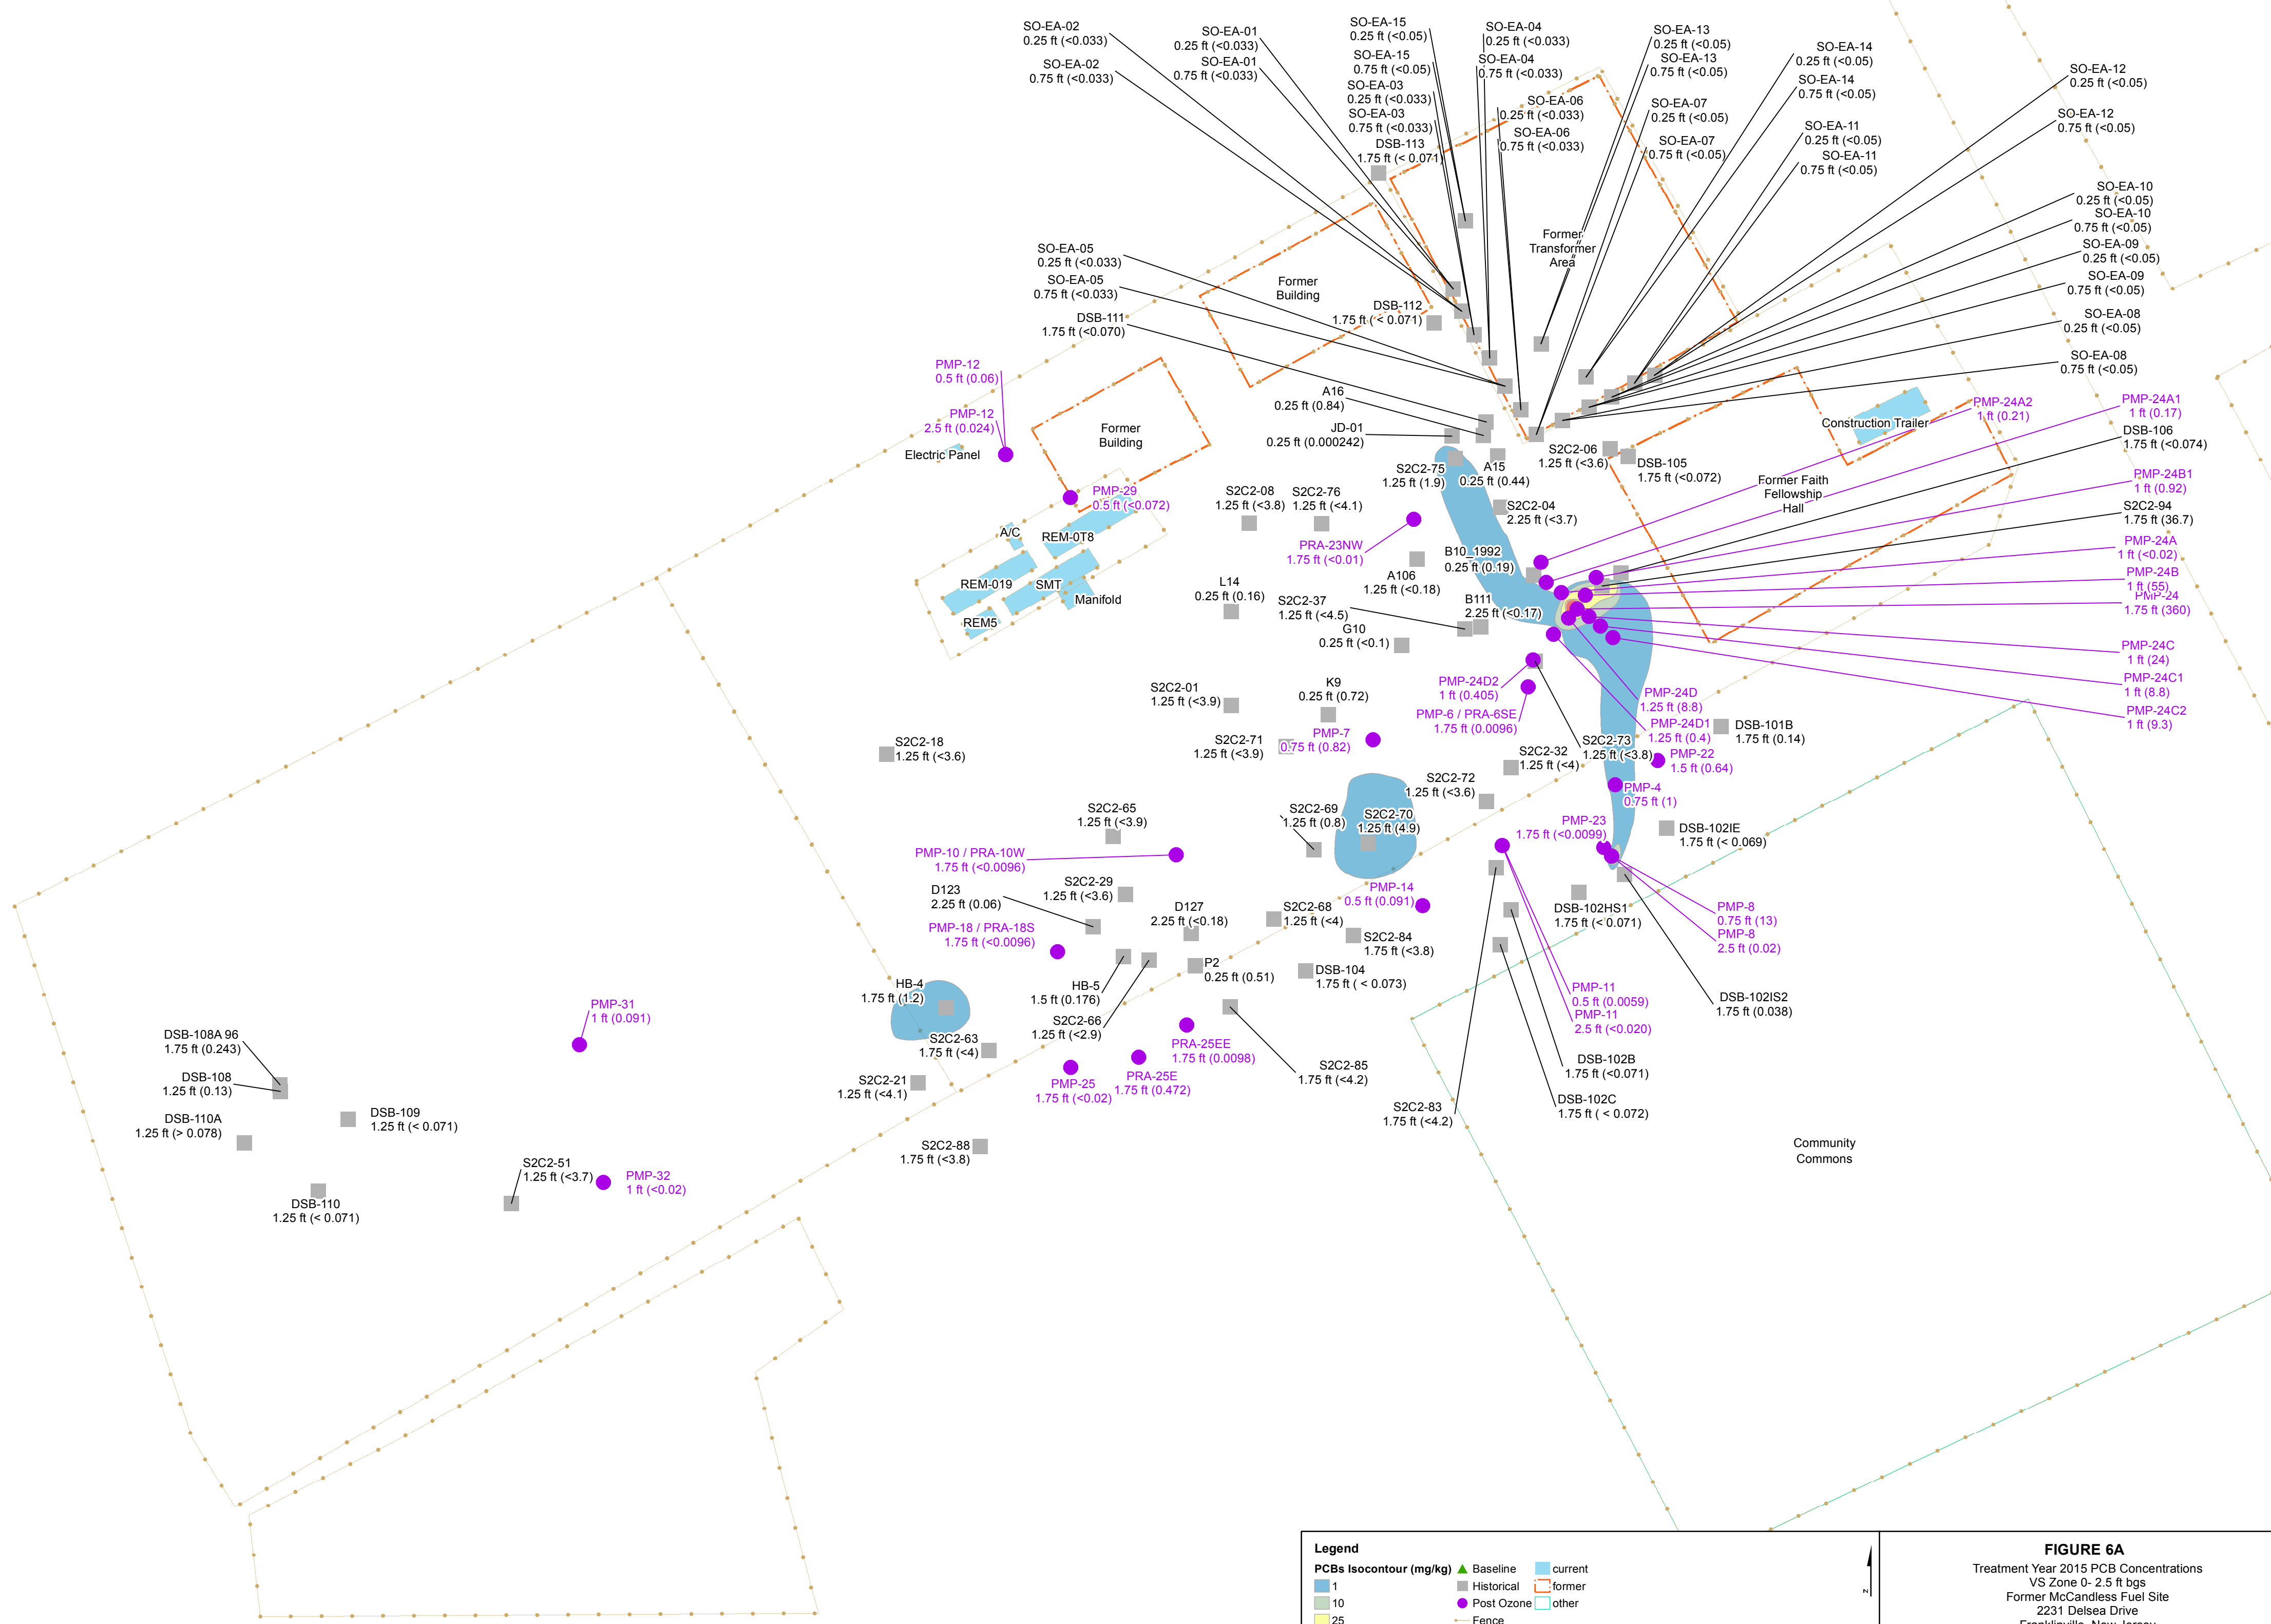 SO-EA-02
0.25 ft (<0.033)
SO-EA-02
0.75 ft (<0.033)
SO-EA-01
0.25 ft (<0.033)
SO-EA-01
0.75 ft (<0.033)
SO-EA-15
0.25 ft (<0.05)
SO-EA-15
0.75 ft (<0.05)
SO-EA-03
0.25 ft (<0.033)
SO-EA-03
0.75 ft (<0.033)
DSB-113
1.75 ft (< 0.071)
SO-EA-04
0.25 ft (<0.033)
SO-EA-04
0.75 ft (<0.033)
SO-EA-06
0.25 ft (<0.033)
SO-EA-06
0.75 ft (<0.033)
SO-EA-13
0.25 ft (<0.05)
SO-EA-13
0.75 ft (<0.05)
SO-EA-07
0.25 ft (<0.05)
SO-EA-07
0.75 ft (<0.05)
SO-EA-14
0.25 ft (<0.05)
SO-EA-14
0.75 ft (<0.05)
SO-EA-11
0.25 ft (<0.05)
SO-EA-11
0.75 ft (<0.05)
SO-EA-12
0.25 ft (<0.05)
SO-EA-12
0.75 ft (<0.05)
SO-EA-10
0.25 ft (<0.05)
SO-EA-10
0.75 ft (<0.05)
SO-EA-09
0.25 ft (<0.05)
SO-EA-09
0.75 ft (<0.05)
SO-EA-08
0.25 ft (<0.05)
SO-EA-08
0.75 ft (<0.05)
SO-EA-05
0.25 ft (<0.033)
SO-EA-05
0.75 ft (<0.033)
DSB-111
1.75 ft (<0.070)
Former
Building
DSB-112
1.75 ft (< 0.071)
Former
Transformer
Area
PMP-12
0.5 ft (0.06)
PMP-12
2.5 ft (0.024)
Electric Panel
Former
Building
A16
0.25 ft (0.84)
JD-01
0.25 ft (0.000242)
S2C2-75
1.25 ft (1.9)
A15
0.25 ft (0.44)
S2C2-06
1.25 ft (<3.6)
DSB-105
1.75 ft (<0.072)
Construction Trailer
Former Faith
Fellowship
Hall
PMP-24A2
1 ft (0.21)
PMP-24A1
1 ft (0.17)
DSB-106
1.75 ft (<0.074)
PMP-24B1
1 ft (0.92)
S2C2-94
1.75 ft (36.7)
PMP-24A
1 ft (<0.02)
PMP-24B
1 ft (55)
PMP-24
1.75 ft (360)
PMP-24C
1 ft (24)
PMP-24C1
1 ft (8.8)
PMP-24C2
1 ft (9.3)
PMP-29
0.5 ft (<0.072)
A/C
REM-0T8
REM-019
SMT
Manifold
REM5
S2C2-08
1.25 ft (<3.8)
S2C2-76
1.25 ft (<4.1)
S2C2-04
2.25 ft (<3.7)
PRA-23NW
1.75 ft (<0.01)
B10_1992
0.25 ft (0.19)
A106
1.25 ft (<0.18)
L14
0.25 ft (0.16)
S2C2-37
1.25 ft (<4.5)
B111
2.25 ft (<0.17)
G10
0.25 ft (<0.1)
S2C2-01
1.25 ft (<3.9)
K9
0.25 ft (0.72)
PMP-24D2
1 ft (0.405)
PMP-6 / PRA-6SE
1.75 ft (0.0096)
PMP-24D
1.25 ft (8.8)
PMP-24D1
1.25 ft (0.4)
DSB-101B
1.75 ft (0.14)
S2C2-18
1.25 ft (<3.6)
S2C2-71
1.25 ft (<3.9)
PMP-7
0.75 ft (0.82)
S2C2-32
1.25 ft (<4)
S2C2-73
1.25 ft (<3.8)
PMP-22
1.5 ft (0.64)
S2C2-72
1.25 ft (<3.6)
PMP-4
0.75 ft (1)
S2C2-65
1.25 ft (<3.9)
S2C2-69
1.25 ft (0.8)
S2C2-70
1.25 ft (4.9)
PMP-23
1.75 ft (<0.0099)
DSB-102IE
1.75 ft (< 0.069)
PMP-10 / PRA-10W
1.75 ft (<0.0096)
S2C2-29
1.25 ft (<3.6)
D123
2.25 ft (0.06)
PMP-14
0.5 ft (0.091)
D127
2.25 ft (<0.18)
S2C2-68
1.25 ft (<4)
DSB-102HS1
1.75 ft (< 0.071)
PMP-8
0.75 ft (13)
PMP-8
2.5 ft (0.02)
PMP-18 / PRA-18S
1.75 ft (<0.0096)
S2C2-84
1.75 ft (<3.8)
P2
0.25 ft (0.51)
DSB-104
1.75 ft ( < 0.073)
HB-4
1.75 ft (1.2)
HB-5
1.5 ft (0.176)
PMP-11
0.5 ft (0.0059)
PMP-11
2.5 ft (<0.020)
DSB-102IS2
1.75 ft (0.038)
PMP-31
1 ft (0.091)
S2C2-66
1.25 ft (<2.9)
S2C2-63
1.75 ft (<4)
PRA-25EE
1.75 ft (0.0098)
DSB-108A 96
1.75 ft (0.243)
DSB-108
1.25 ft (0.13)
S2C2-21
1.25 ft (<4.1)
PMP-25
1.75 ft (<0.02)
PRA-25E
1.75 ft (0.472)
S2C2-85
1.75 ft (<4.2)
DSB-102B
1.75 ft (<0.071)
DSB-102C
1.75 ft ( < 0.072)
S2C2-83
1.75 ft (<4.2)
DSB-110A
1.25 ft (> 0.078)
DSB-109
1.25 ft (< 0.071)
S2C2-88
1.75 ft (<3.8)
Community
Commons
S2C2-51
1.25 ft (<3.7)
PMP-32
1 ft (<0.02)
DSB-110
1.25 ft (< 0.071)
Legend
PCBs Isocontour (mg/kg)
1
10
25
Baseline
Historical
Post Ozone
Fence
current
former
other
N
FIGURE 6A
Treatment Year 2015 PCB Concentrations
VS Zone 0- 2.5 ft bgs
Former McCandless Fuel Site
2231 Delsea Drive
Franklinville, New Jersey